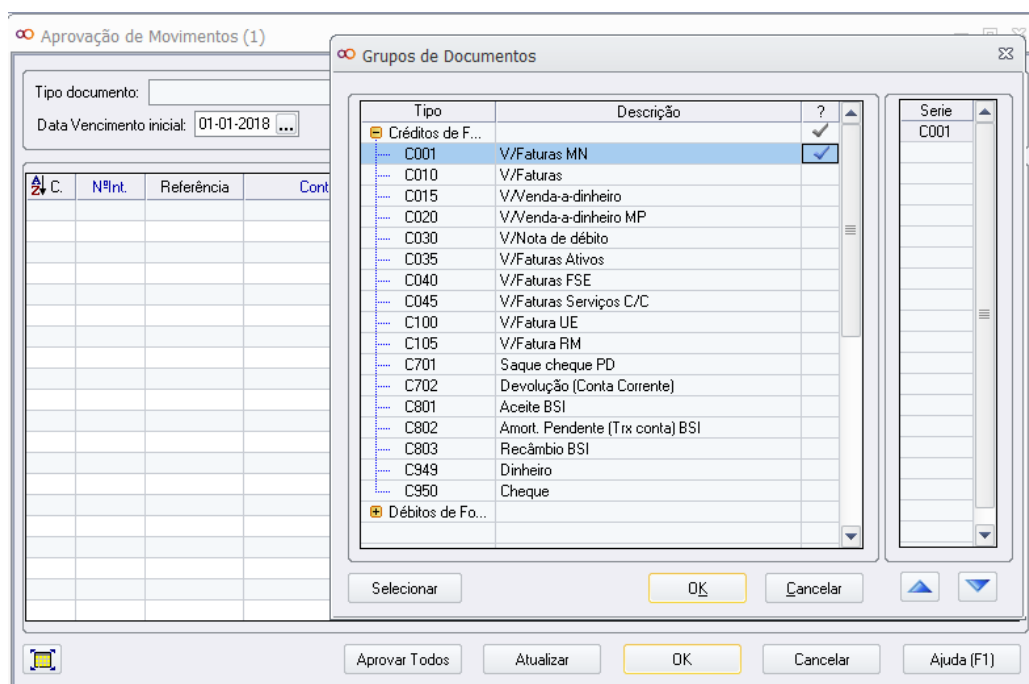 Aprovação de Movimentos (1)
Tipo documento:
Data Vencimento inicial: 01-01-2018 ...
C. NºInt. Referência Cont
Grupos de Documentos
Tipo Descrição ?
Créditos de F...
C001 V/Faturas MN
C010 V/Faturas
C015 V/Venda-a-dinheiro
C020 V/Venda-a-dinheiro MP
C030 V/Nota de débito
C035 V/Faturas Ativos
C040 V/Faturas FSE
C045 V/Faturas Serviços C/C
C100 V/Fatura UE
C105 V/Fatura RM
C701 Saque cheque PD
C702 Devolução (Conta Corrente)
C801 Aceite BSI
C802 Amort. Pendente (Trx conta) BSI
C803 Recâmbio BSI
C949 Dinheiro
C950 Cheque
Débitos de Fo...
Serie
C001
Selecionar OK Cancelar
Aprovar Todos Atualizar OK Cancelar Ajuda (F1)